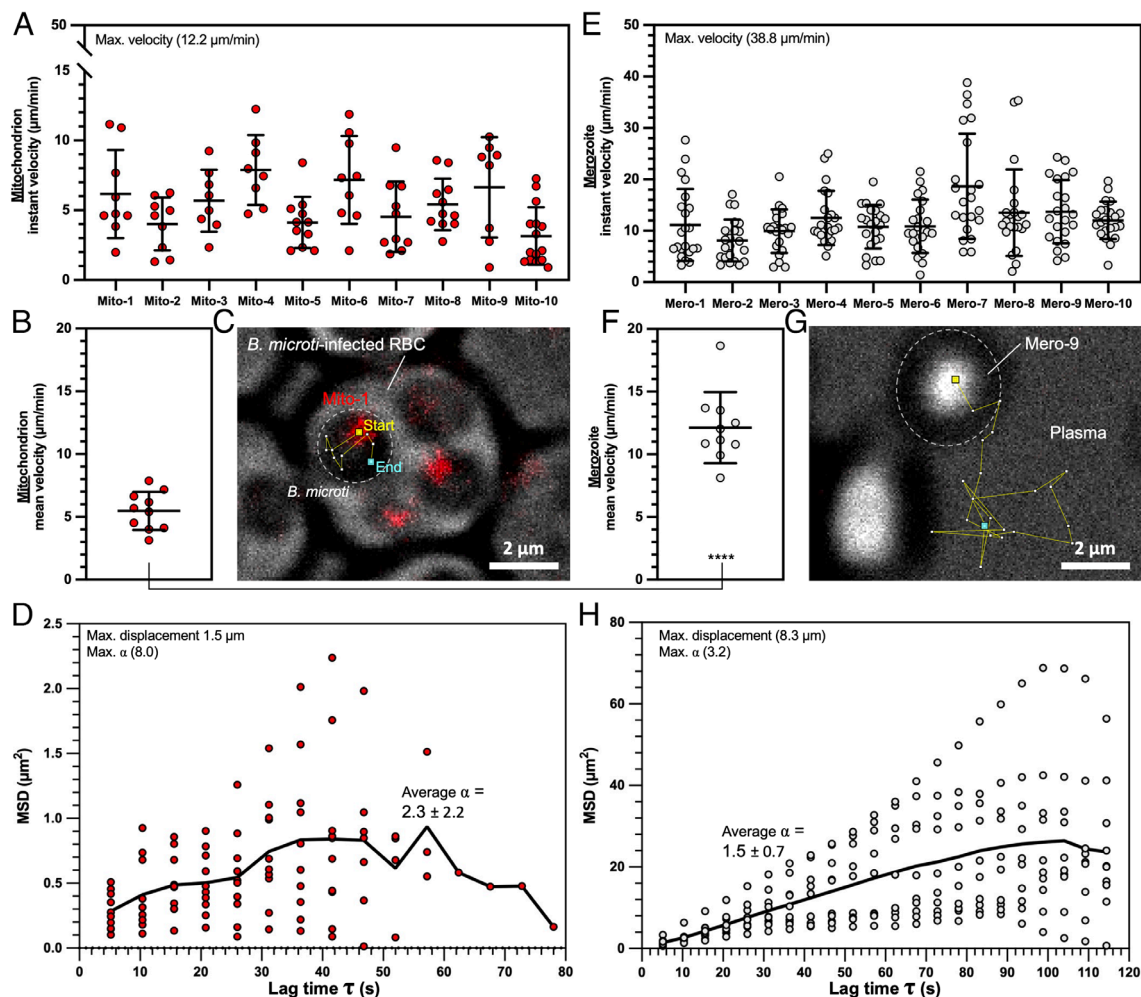 A
Max. velocity (12.2 µm/min)
Mitochondrion
instant velocity (µm/min)
50
15
10
5
0
Mito-1 Mito-2 Mito-3 Mito-4 Mito-5 Mito-6 Mito-7 Mito-8 Mito-9 Mito-10
E
Max. velocity (38.8 µm/min)
Merozoite
instant velocity (µm/min)
50
40
30
20
10
0
Mero-1 Mero-2 Mero-3 Mero-4 Mero-5 Mero-6 Mero-7 Mero-8 Mero-9 Mero-10
B
Mitochondrion
mean velocity (µm/min)
20
15
10
5
0
C
B. microti-infected RBC
Mito-1
Start
End
B. microti
2 µm
F
Merozoite
mean velocity (µm/min)
20
15
10
5
0
****
G
Mero-9
Plasma
2 µm
D
Max. displacement 1.5 µm
Max. α (8.0)
Average α =
2.3 ± 2.2
MSD (µm²)
2.5
2.0
1.5
1.0
0.5
0.0
0 10 20 30 40 50 60 70 80
Lag time τ (s)
H
Max. displacement (8.3 µm)
Max. α (3.2)
Average α =
1.5 ± 0.7
MSD (µm²)
80
60
40
20
0
0 10 20 30 40 50 60 70 80 90 100 110 120
Lag time τ (s)